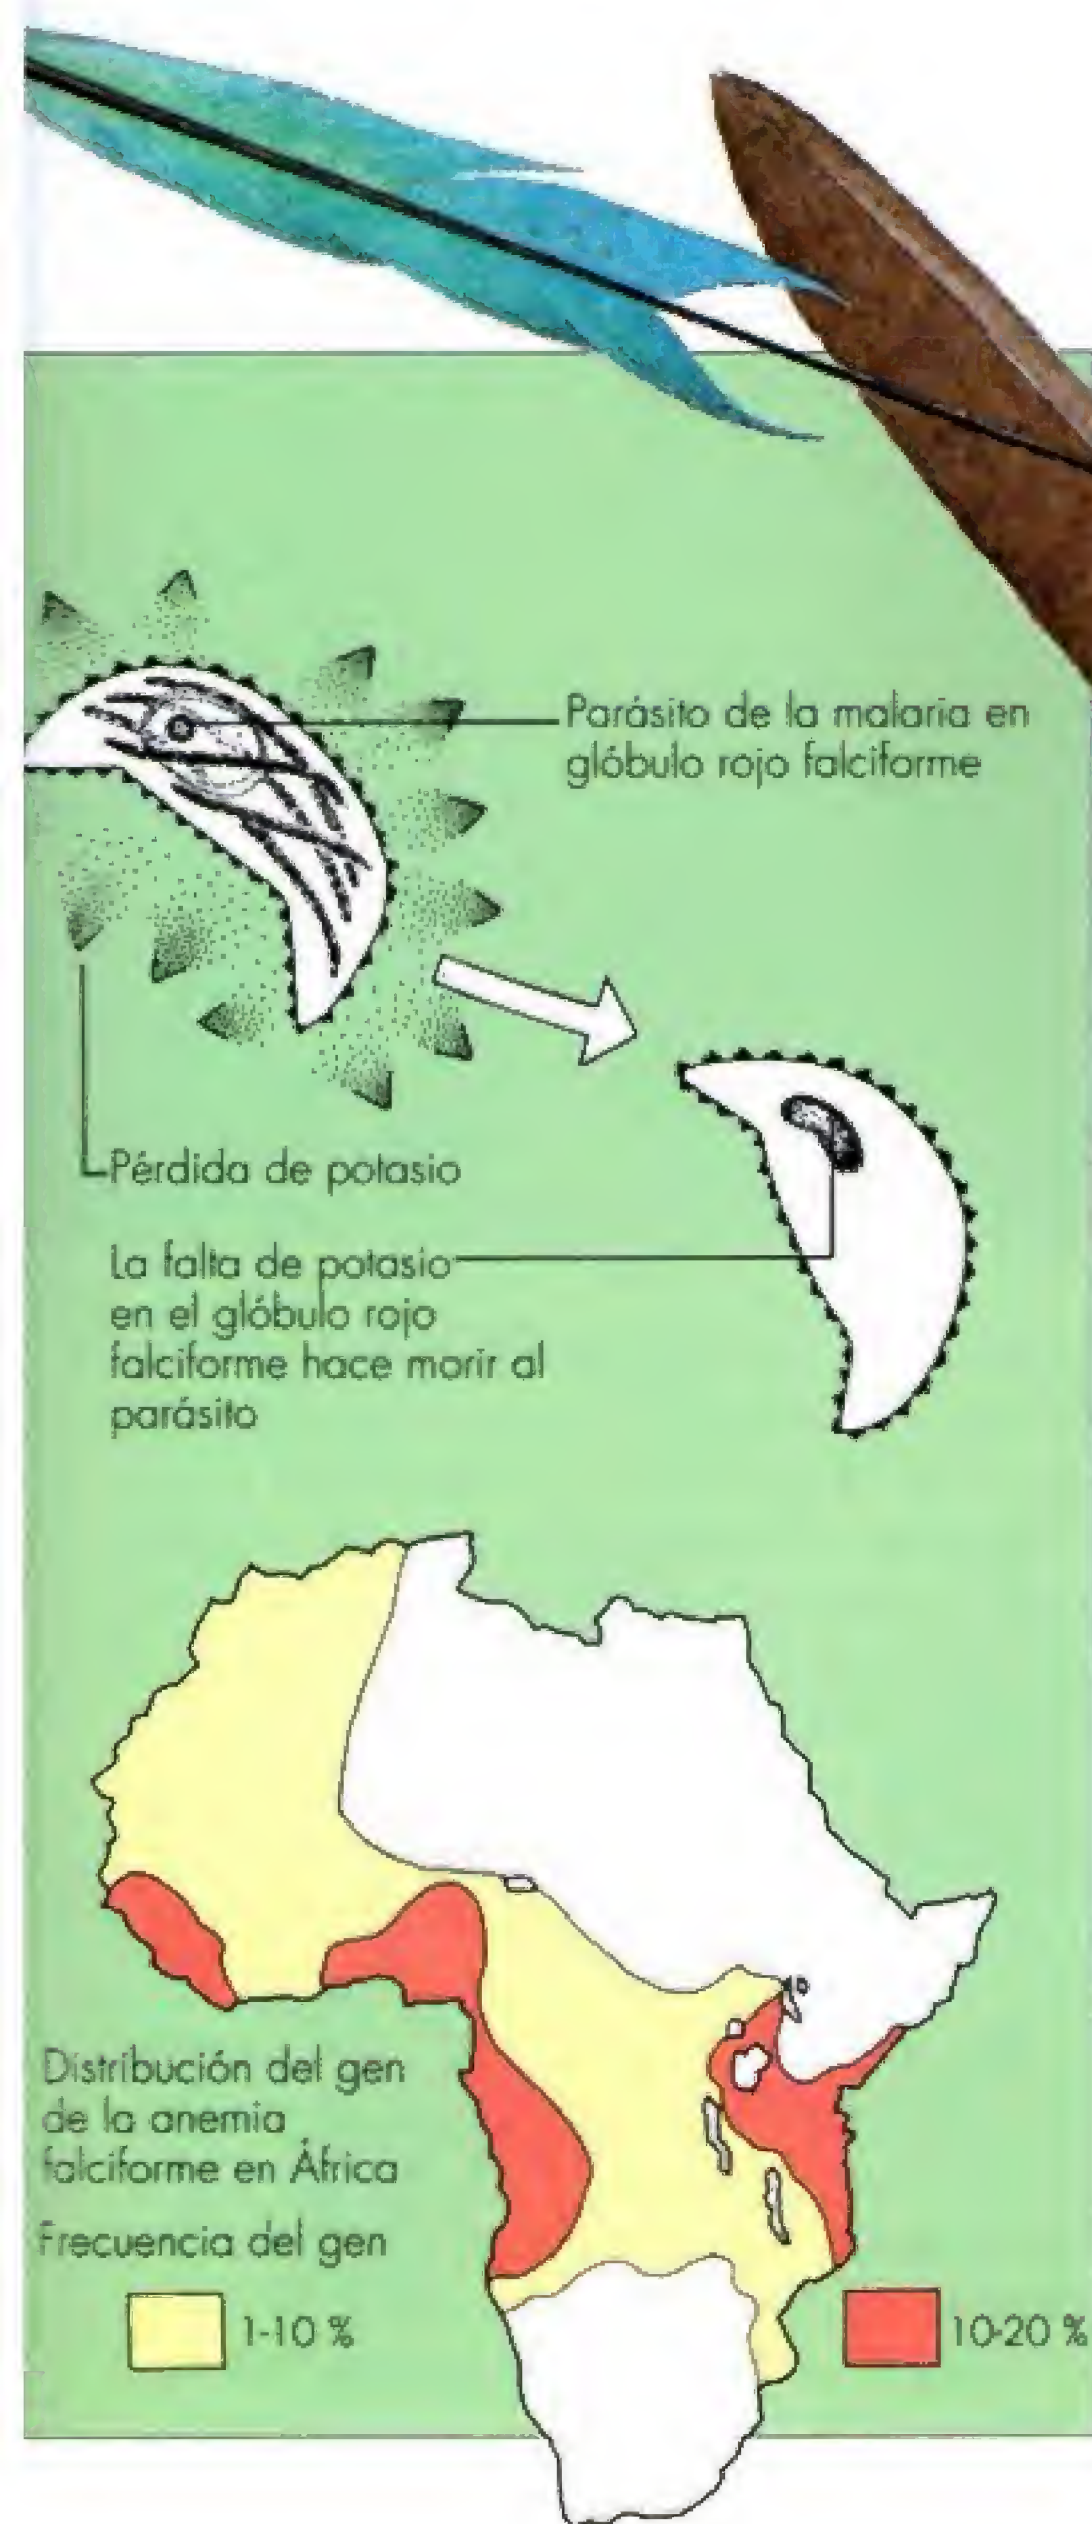 Parásito de la malaria en
glóbulo rojo falciforme
Pérdida de potasio
La falta de potasio
en el glóbulo rojo
falciforme hace morir al
parásito
Distribución del gen
de la anemia
falciforme en África
Frecuencia del gen
1-10 %
10-20 %